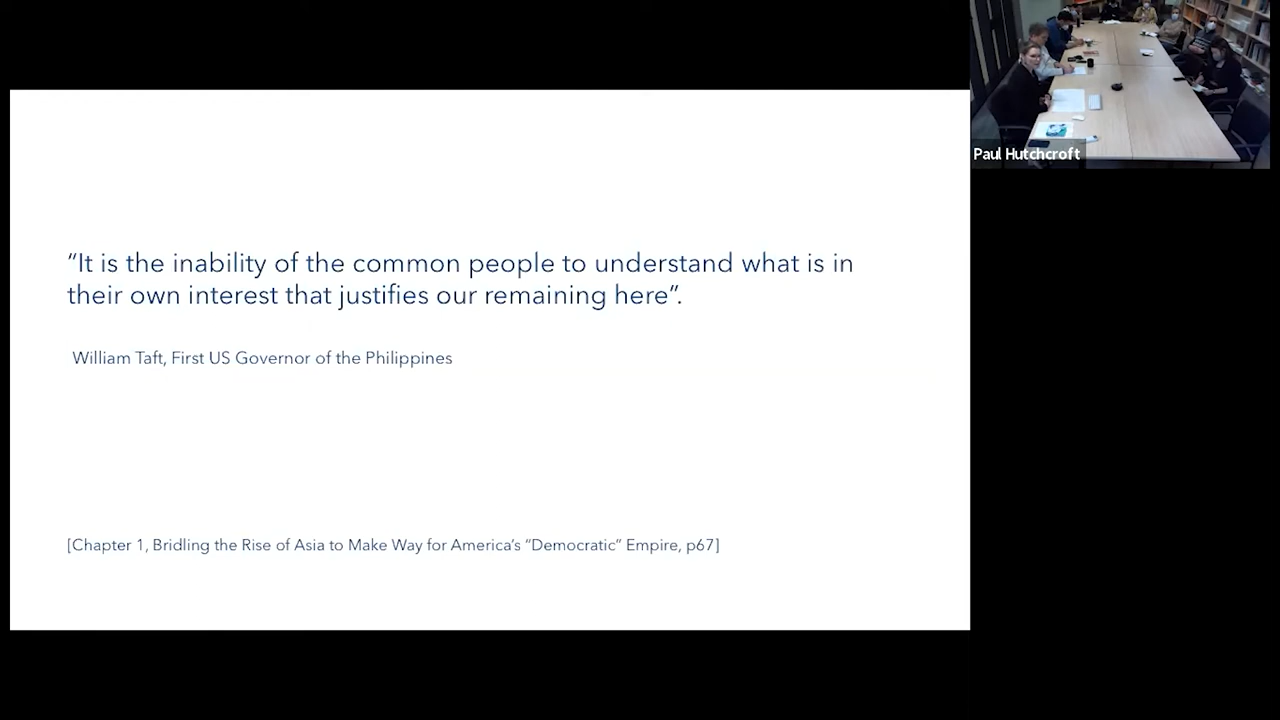 “It is the inability of the common people to understand what is in
their own interest that justifies our remaining here”.
William Taft, First US Governor of the Philippines
[Chapter 1, Bridling the Rise of Asia to Make Way for America’s “Democratic” Empire, p67]
Paul Hutchcroft